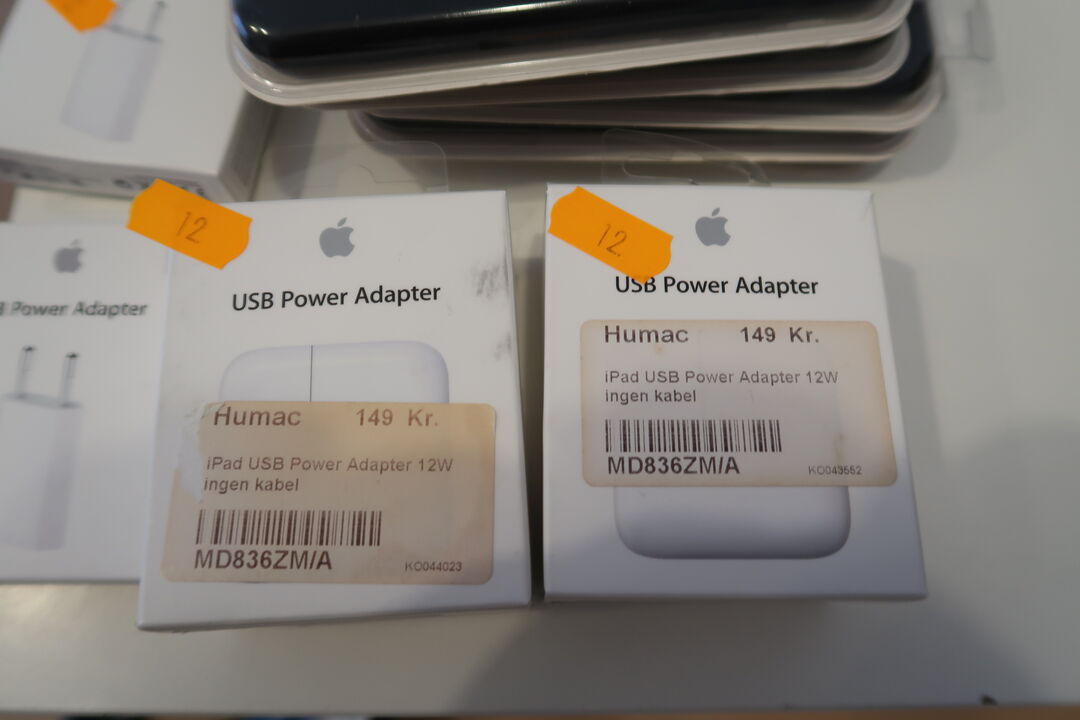 12
USB Power Adapter
Humac 149 Kr.
iPad USB Power Adapter 12W
ingen kabel
MD836ZM/A
KO044023
12
USB Power Adapter
Humac 149 Kr.
iPad USB Power Adapter 12W
ingen kabel
MD836ZM/A
KO043552
Power Adapter